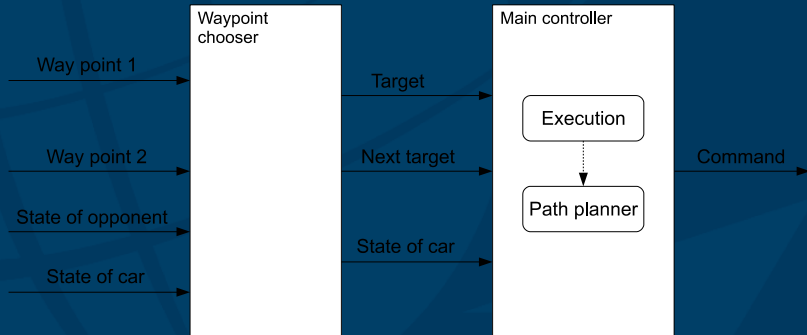 Waypoint
chooser
Main controller
Way point 1
Target
Execution
Way point 2
Next target
Command
Path planner
State of opponent
State of car
State of car